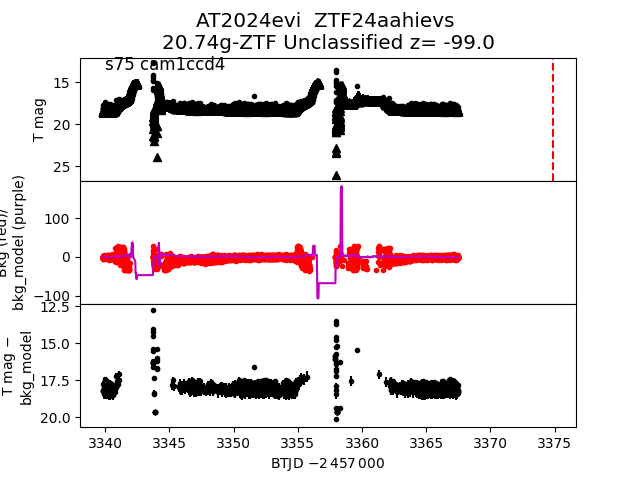 AT2024evi  ZTF24aahievs
20.74g-ZTF Unclassified z= -99.0
s75 cam1ccd4
T mag
15
20
25
Bkg (red)/
bkg_model (purple)
100
0
−100
T mag −
bkg_model
12.5
15.0
17.5
20.0
3340 3345 3350 3355 3360 3365 3370 3375
BTJD −2 457 000